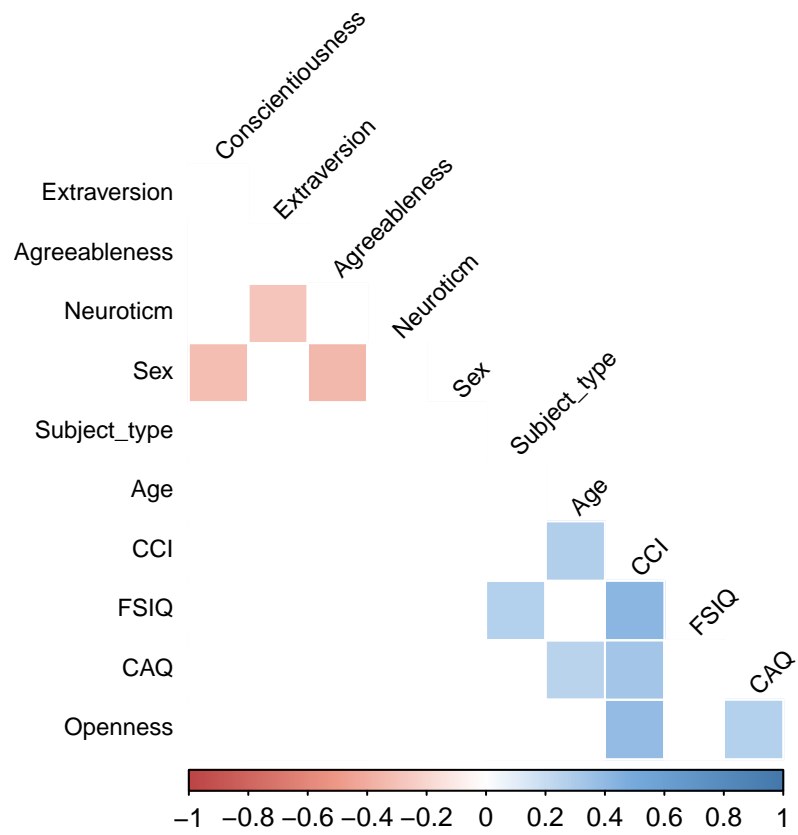 Conscientiousness
Extraversion
Extraversion
Agreeableness
Agreeableness
Neuroticm
Neuroticm
Sex
Sex
Subject_type
Subject_type
Age
Age
CCI
CCI
FSIQ
FSIQ
CAQ
CAQ
Openness
−1 −0.8 −0.6 −0.4 −0.2 0 0.2 0.4 0.6 0.8 1